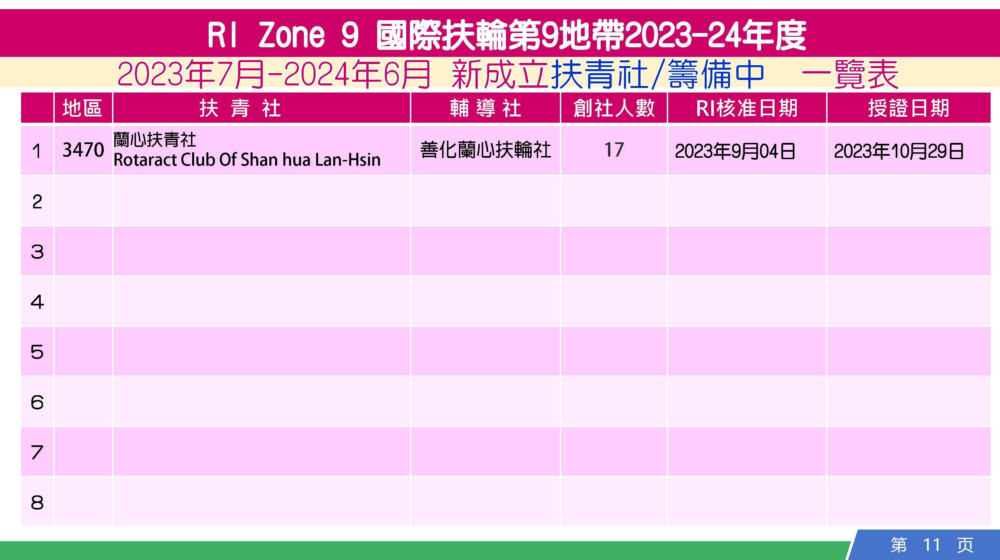 RI Zone 9 國際扶輪第9地帶2023-24年度
2023年7月-2024年6月 新成立扶青社/籌備中 一覽表
地區 扶 青 社 輔 導 社 創社人數 RI核准日期 授證日期
1 3470 蘭心扶青社
Rotaract Club Of Shan hua Lan-Hsin 善化蘭心扶輪社 17 2023年9月04日 2023年10月29日
2
3
4
5
6
7
8
第 11 页